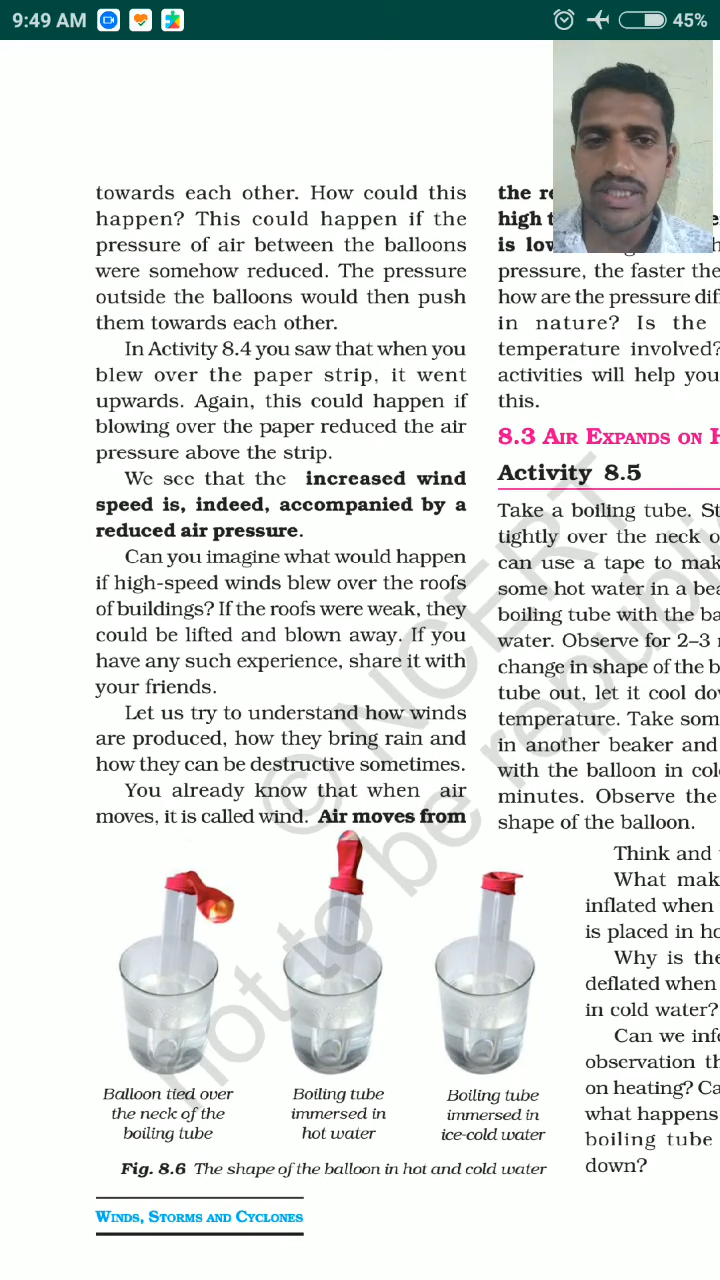 9:49 AM
45%
towards each other. How could this
happen? This could happen if the
pressure of air between the balloons
were somehow reduced. The pressure
outside the balloons would then push
them towards each other.
In Activity 8.4 you saw that when you
blew over the paper strip, it went
upwards. Again, this could happen if
blowing over the paper reduced the air
pressure above the strip.
We see that the increased wind
speed is, indeed, accompanied by a
reduced air pressure.
Can you imagine what would happen
if high-speed winds blew over the roofs
of buildings? If the roofs were weak, they
could be lifted and blown away. If you
have any such experience, share it with
your friends.
Let us try to understand how winds
are produced, how they bring rain and
how they can be destructive sometimes.
You already know that when air
moves, it is called wind. Air moves from
the
high
is
pressure, the faster the
how are the pressure
in nature? Is the
temperature involved?
activities will help you
this.
8.3 AIR EXPANDS ON
Activity 8.5
Take a boiling tube.
tightly over the neck
can use a tape to
some hot water in a
boiling tube with the
water. Observe for 2–3
change in shape of the
tube out, let it cool
temperature. Take
in another beaker and
with the balloon in
minutes. Observe the
shape of the balloon.
Think and
What
inflated when
is placed in
Why is
deflated when
in cold water?
Can we
observation
on heating?
what happens
boiling tube
down?
Balloon tied over
the neck of the
boiling tube
Boiling tube
immersed in
hot water
Boiling tube
immersed in
ice-cold water
Fig. 8.6 The shape of the balloon in hot and cold water
WINDS, STORMS AND CYCLONES
© NCERT
not to be republished